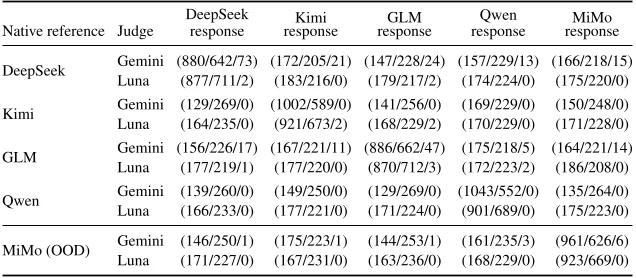 Native reference Judge DeepSeek response Kimi response GLM response Qwen response MiMo response
DeepSeek Gemini (880/642/73) (172/205/21) (147/228/24) (157/229/13) (166/218/15)
Luna (877/711/2) (183/216/0) (179/217/2) (174/224/0) (175/220/0)
Kimi Gemini (129/269/0) (1002/589/0) (141/256/0) (169/229/0) (150/248/0)
Luna (164/235/0) (921/673/2) (168/229/2) (170/229/0) (171/228/0)
GLM Gemini (156/226/17) (167/221/11) (886/662/47) (175/218/5) (164/221/14)
Luna (177/219/1) (177/220/0) (870/712/3) (172/223/2) (186/208/0)
Qwen Gemini (139/260/0) (149/250/0) (129/269/0) (1043/552/0) (135/264/0)
Luna (166/233/0) (177/221/0) (171/224/0) (901/689/0) (175/223/0)
MiMo (OOD) Gemini (146/250/1) (175/223/1) (144/253/1) (161/235/3) (961/626/6)
Luna (171/227/0) (167/231/0) (163/236/0) (168/229/0) (923/669/0)